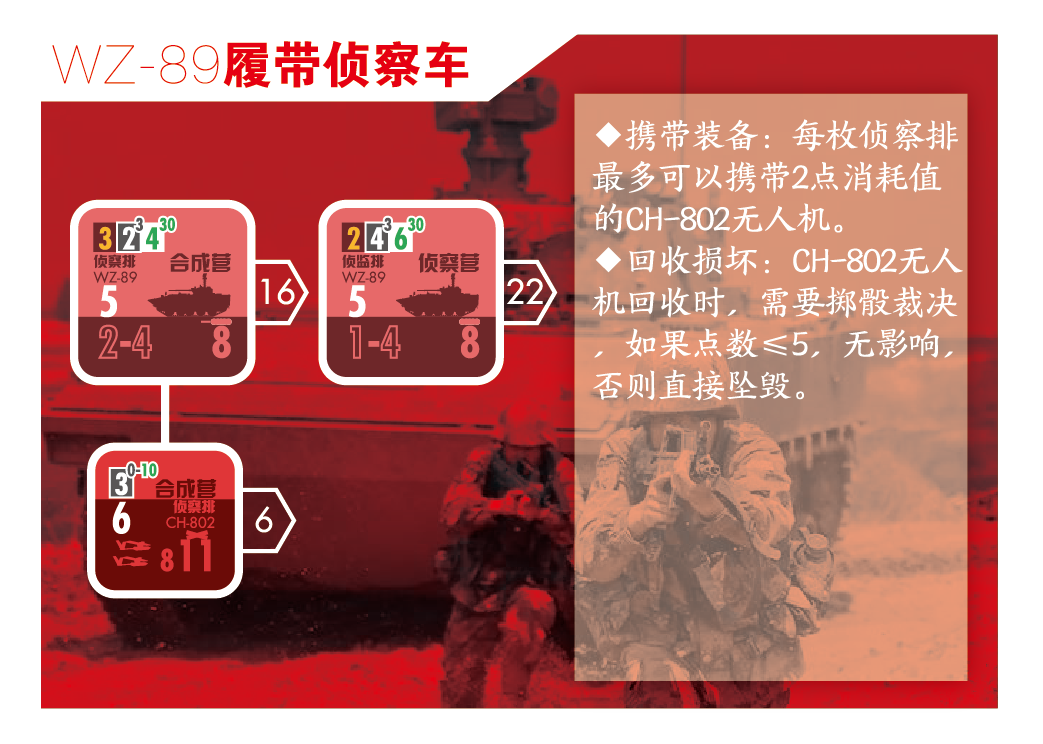 WZ-89履带侦察车
3 2 3 4 30
侦察排 合成营
WZ-89
5
2-4 8
16
2 4 3 6 30
侦监排 侦察营
WZ-89
5
1-4 8
22
3 0-10
合成营
6 侦察排
CH-802
8
6
◆携带装备：每枚侦察排
最多可以携带2点消耗值
的CH-802无人机。
◆回收损坏：CH-802无人
机回收时，需要掷骰裁决
，如果点数≤5，无影响，
否则直接坠毁。